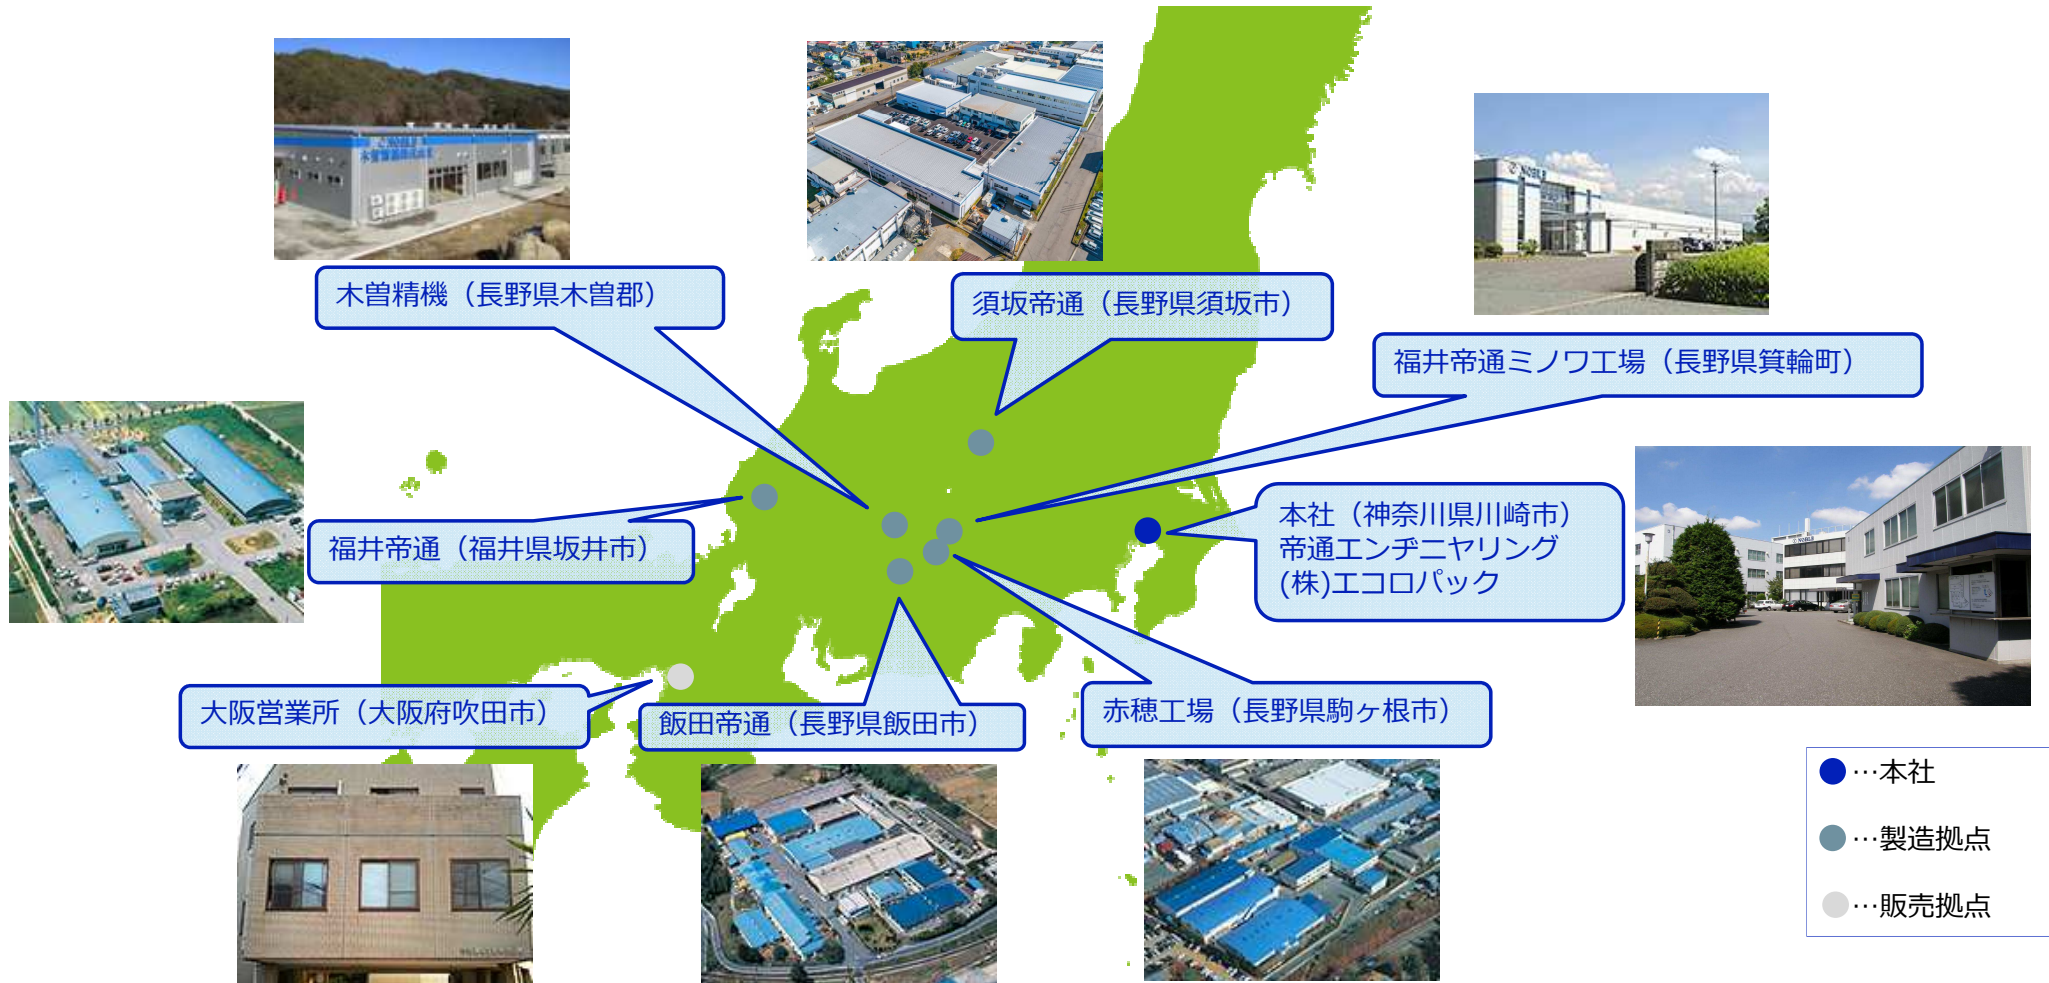 木曽精機（長野県木曽郡）
須坂帝通（長野県須坂市）
福井帝通ミノワ工場（長野県箕輪町）
NOBLE
福井帝通（福井県坂井市）
本社（神奈川県川崎市）
帝通エンヂニヤリング
(株)エコロパック
大阪営業所（大阪府吹田市）
飯田帝通（長野県飯田市）
赤穂工場（長野県駒ヶ根市）
…本社
…製造拠点
…販売拠点